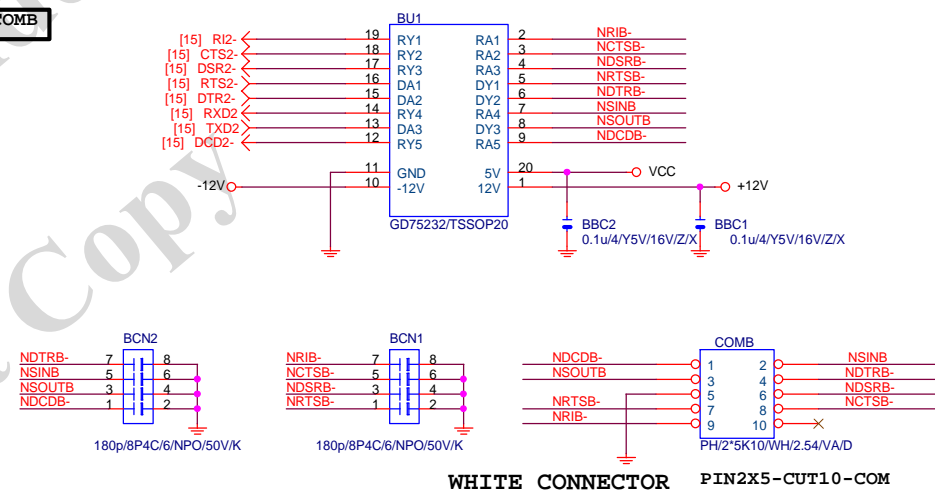 COMB
BU1
[15] RI2- 19 RY1 RA1 2 NRIB-
[15] CTS2- 18 RY2 RA2 3 NCTSB-
[15] DSR2- 17 RY3 RA3 4 NDSRB-
[15] RTS2- 16 DA1 DY1 5 NRTSB-
[15] DTR2- 15 DA2 DY2 6 NDTRB-
[15] RXD2 14 RY4 RA4 7 NSINB
[15] TXD2 13 DA3 DY3 8 NSOUTB
[15] DCD2- 12 RY5 RA5 9 NDCDB-
11 GND 5V 20 VCC
-12V 10 -12V 12V 1 +12V
GD75232/TSSOP20
BBC2 BBC1
0.1u/4/Y5V/16V/Z/X 0.1u/4/Y5V/16V/Z/X
Copy
BCN2 BCN1 COMB
NDTRB- 7 8 NRIB- 7 8 NDCDB- 1 2 NSINB
NSINB 5 6 NCTSB- 5 6 NSOUTB 3 4 NDTRB-
NSOUTB 3 4 NDSRB- 3 4 5 6 NDSRB-
NDCDB- 1 2 NRTSB- 1 2 NRTSB- 7 8 NCTSB-
NRIB- 9 10
180p/8P4C/6/NPO/50V/K 180p/8P4C/6/NPO/50V/K PH/2*5K10/WH/2.54/VA/D
WHITE CONNECTOR PIN2X5-CUT10-COM